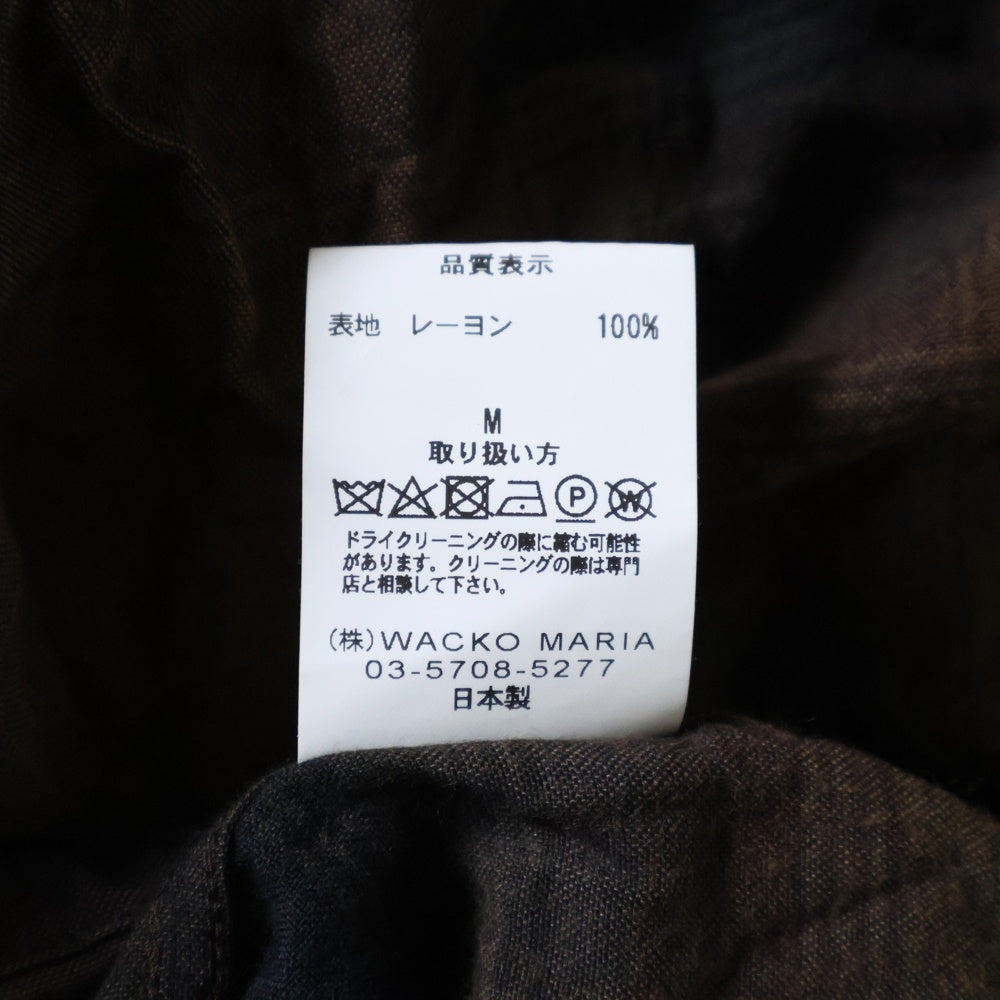 品質表示
表地 レーヨン 100%
M
取り扱い方
P W
ドライクリーニングの際に縮む可能性
があります。クリーニングの際は専門
店と相談して下さい。
(株)WACKO MARIA
03-5708-5277
日本製